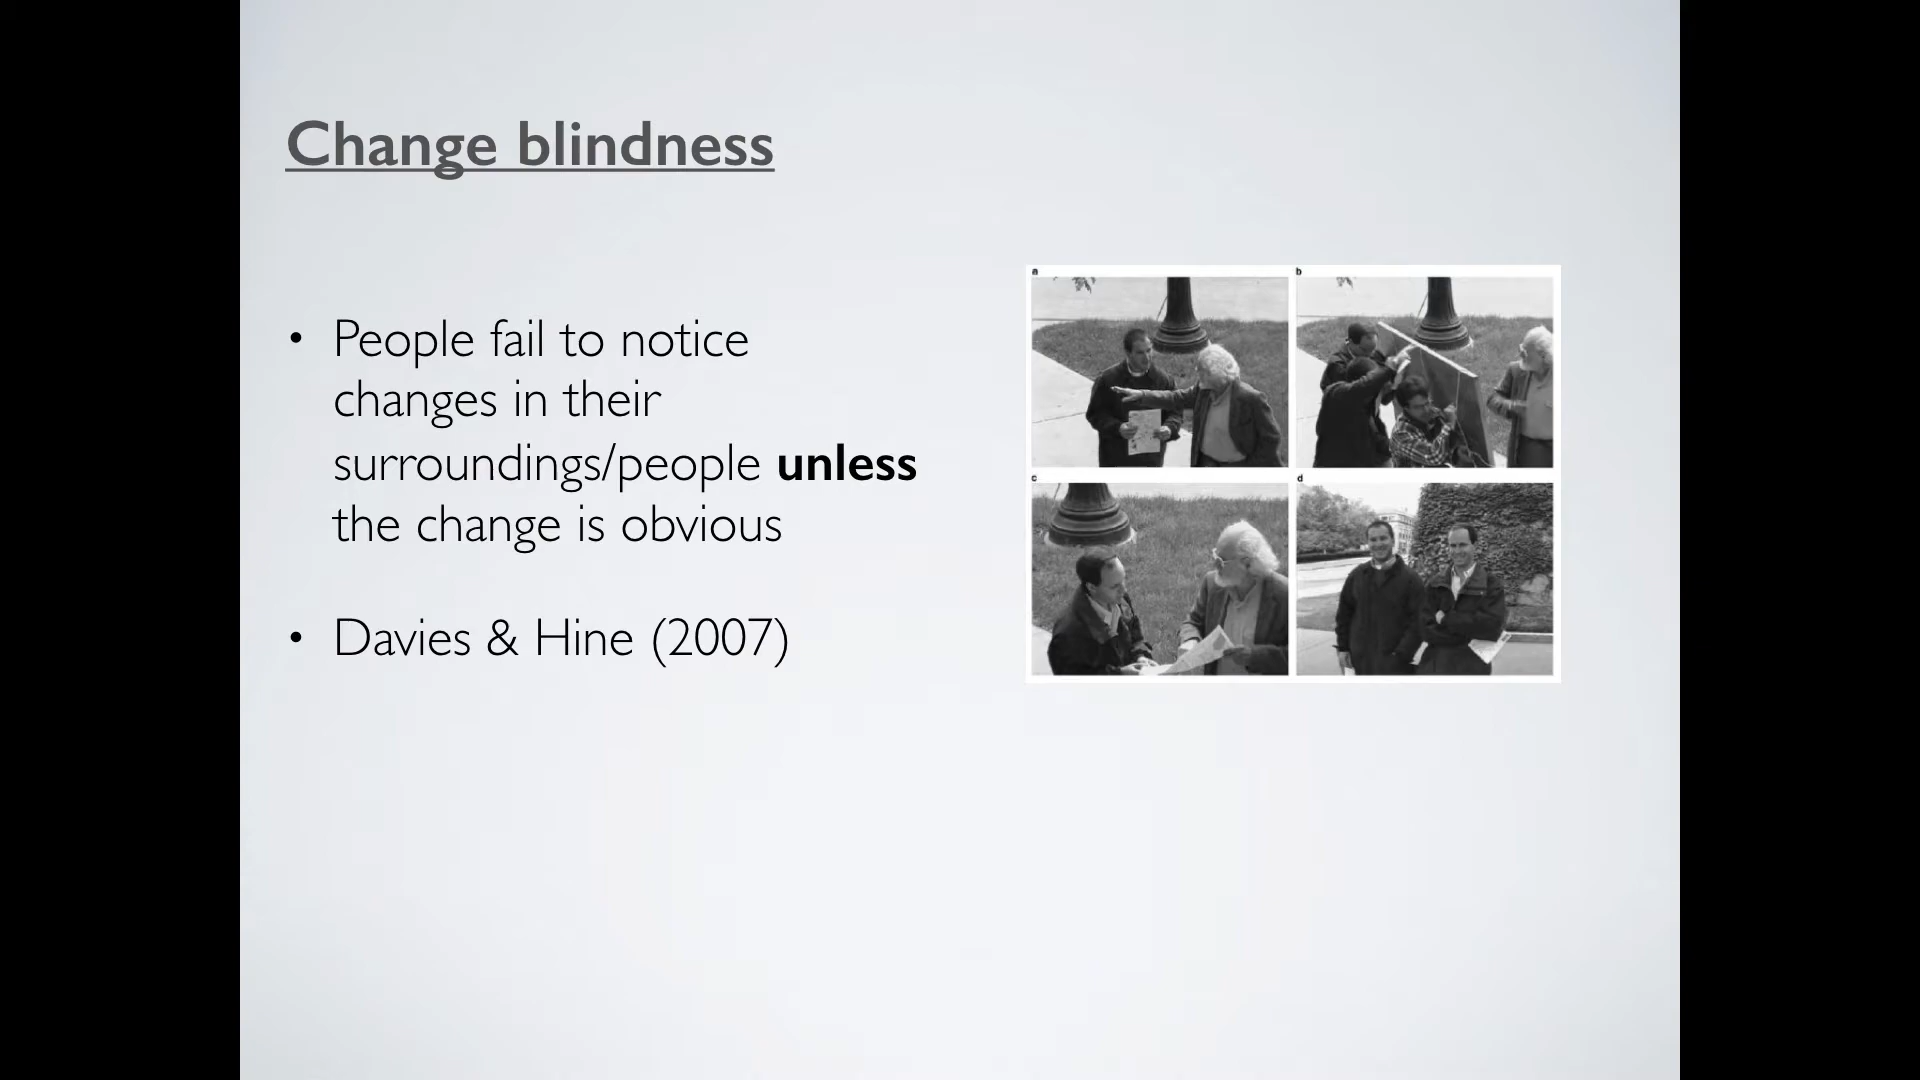 Change blindness
• People fail to notice
changes in their
surroundings/people unless
the change is obvious
• Davies & Hine (2007)
a
b
c
d